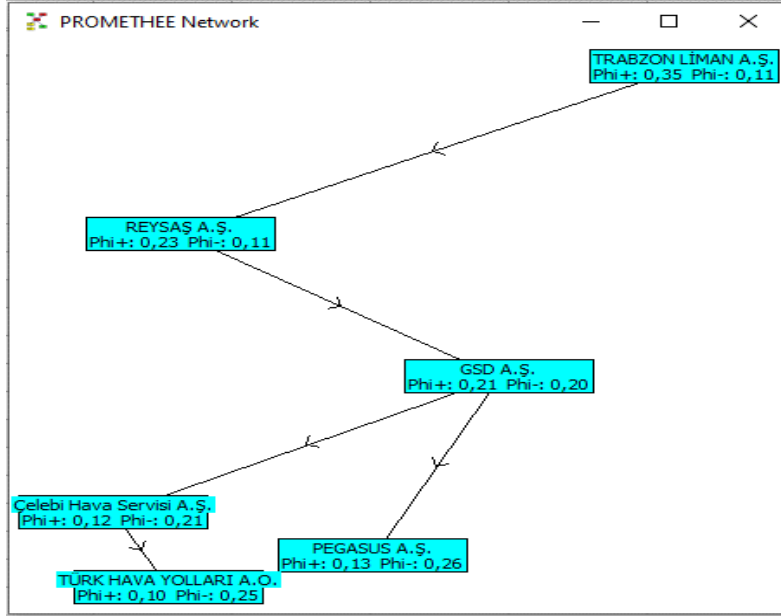 PROMETHEE Network
TRABZON LİMAN A.Ş.
Phi+: 0,35 Phi-: 0,11
REYSAŞ A.Ş.
Phi+: 0,23 Phi-: 0,11
GSD A.Ş.
Phi+: 0,21 Phi-: 0,20
Çelebi Hava Servisi A.Ş.
Phi+: 0,12 Phi-: 0,21
PEGASUS A.Ş.
Phi+: 0,13 Phi-: 0,26
TÜRK HAVA YOLLARI A.O.
Phi+: 0,10 Phi-: 0,25